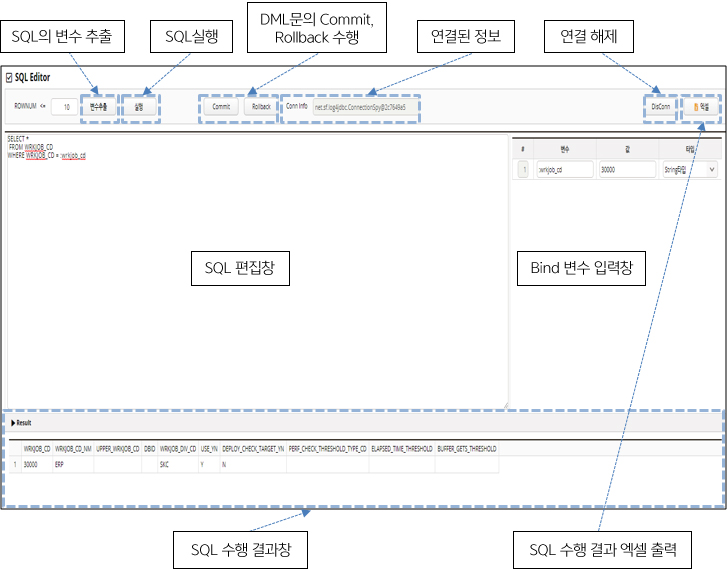 DML문의 Commit,
Rollback 수행
SQL의 변수 추출
SQL실행
연결된 정보
연결 해제
SQL Editor
ROWNUM <= 10 변수추출 실행 Commit Rollback Conn Info net.sf.log4jdbc.ConnectionSpy@2c7648a5 DisConn 엑셀
SELECT *
FROM WRKJOB_CD
WHERE WRKJOB_CD = :wrkjob_cd
# 변수 값 타입
1 :wrkjob_cd 30000 String타입
SQL 편집창
Bind 변수 입력창
Result
WRKJOB_CD WRKJOB_CD_NM UPPER_WRKJOB_CD DBID WRKJOB_DIV_CD USE_YN DEPLOY_CHECK_TARGET_YN PERF_CHECK_THRESHOLD_TYPE_CD ELAPSED_TIME_THRESHOLD BUFFER_GETS_THRESHOLD
1 30000 ERP SKC Y N
SQL 수행 결과창
SQL 수행 결과 엑셀 출력